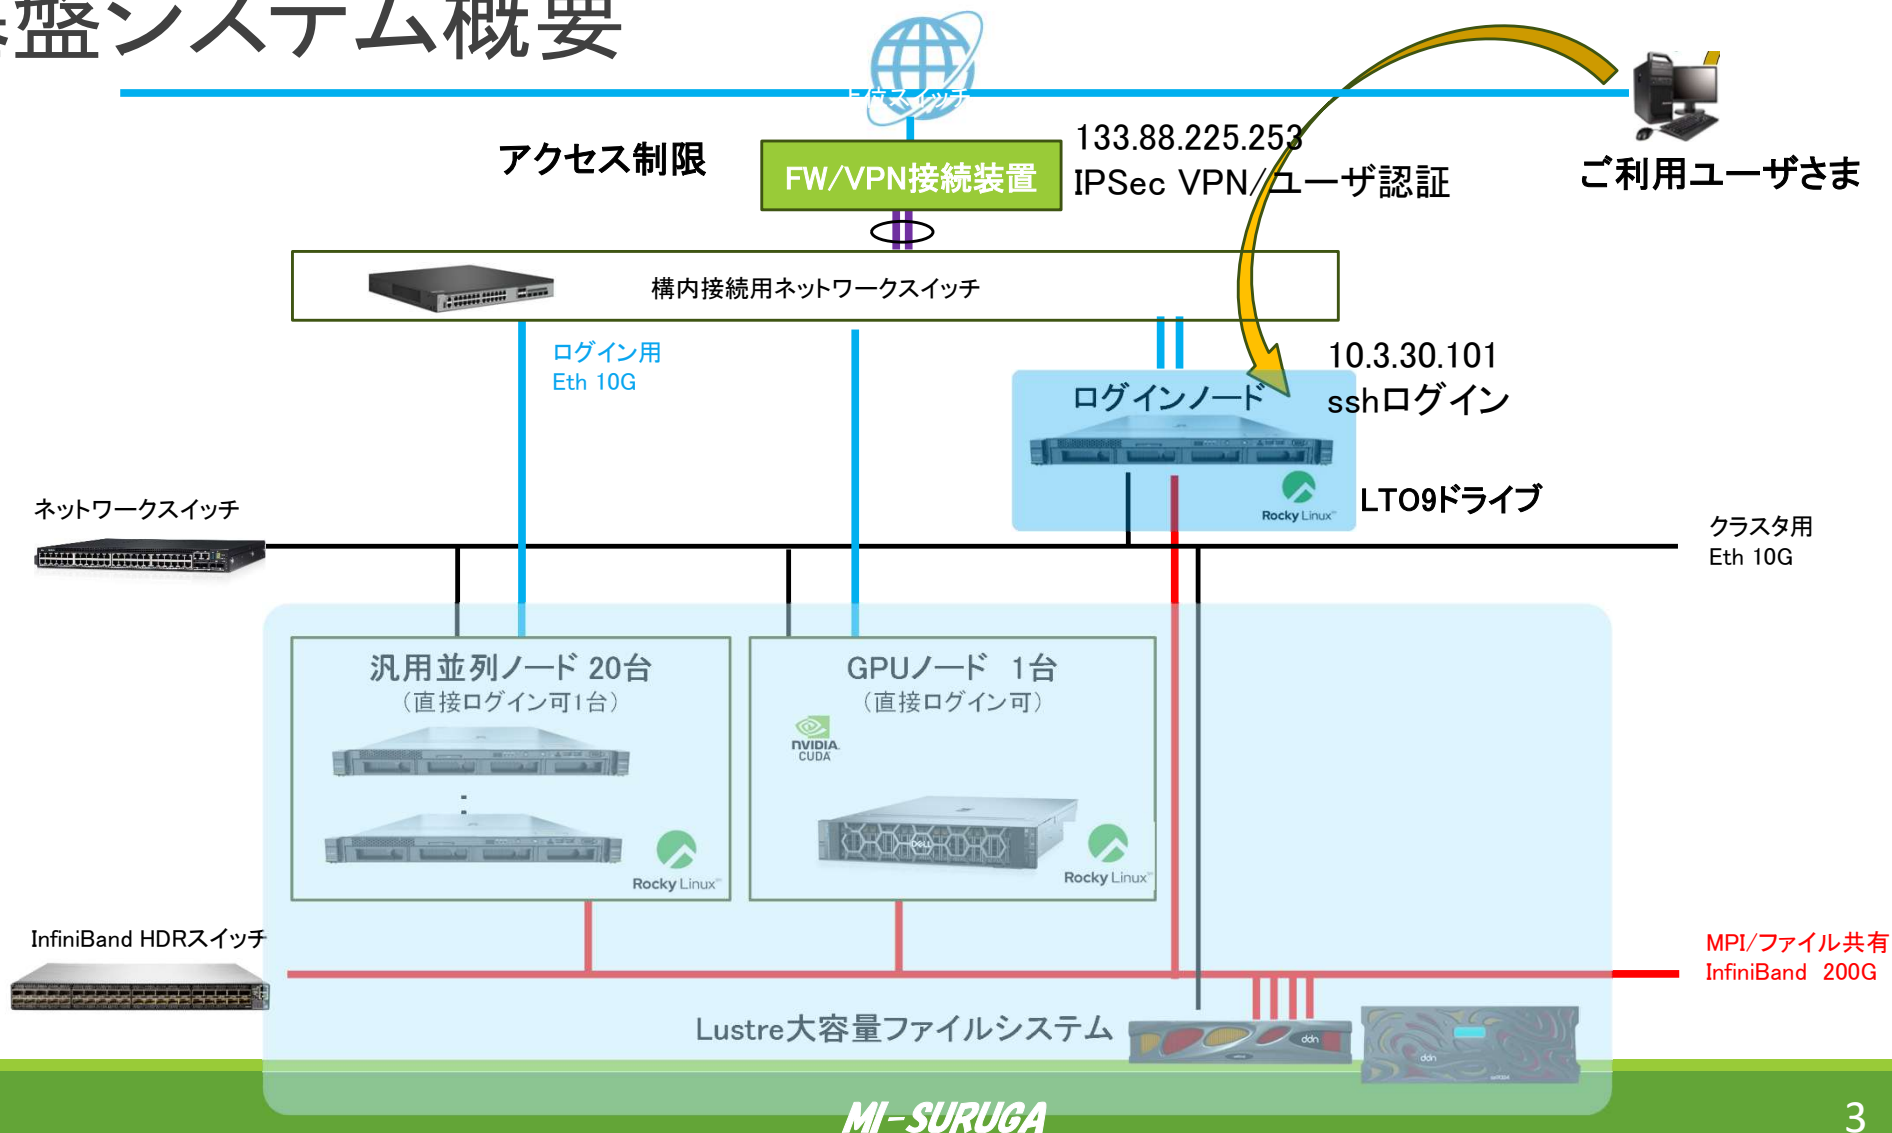 盤システム概要
上位スイッチ
アクセス制限
FW/VPN接続装置
133.88.225.253
IPSec VPN/ユーザ認証
ご利用ユーザさま
構内接続用ネットワークスイッチ
ログイン用
Eth 10G
10.3.30.101
sshログイン
ログインノード
Rocky Linux
LTO9ドライブ
ネットワークスイッチ
クラスタ用
Eth 10G
汎用並列ノード 20台
（直接ログイン可1台）
Rocky Linux
GPUノード　1台
（直接ログイン可）
NVIDIA.
CUDA
DELL
Rocky Linux
InfiniBand HDRスイッチ
MPI/ファイル共有
InfiniBand　200G
Lustre大容量ファイルシステム
ddn
ddn
MI-SURUGA
3